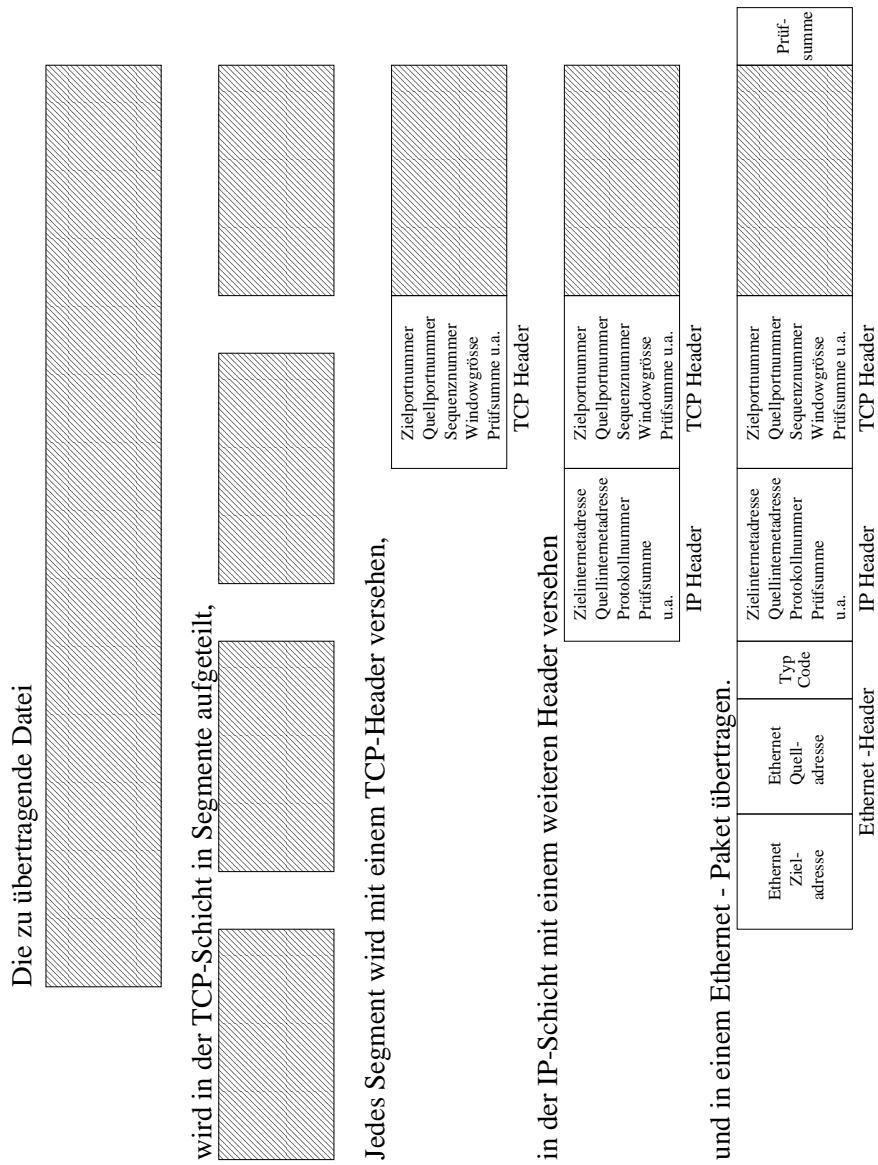 Die zu übertragende Datei
wird in der TCP-Schicht in Segmente aufgeteilt,
Jedes Segment wird mit einem TCP-Header versehen,
Zielportnummer
Quellportnummer
Sequenznummer
Windowgrösse
Prüfsumme u.a.
TCP Header
in der IP-Schicht mit einem weiteren Header versehen
Zielinternetadresse
Quellinternetadresse
Protokollnummer
Prüfsumme
u.a.
IP Header
Zielportnummer
Quellportnummer
Sequenznummer
Windowgrösse
Prüfsumme u.a.
TCP Header
und in einem Ethernet - Paket übertragen.
Ethernet
Ziel-
adresse
Ethernet
Quell-
adresse
Typ
Code
Ethernet -Header
Zielinternetadresse
Quellinternetadresse
Protokollnummer
Prüfsumme
u.a.
IP Header
Zielportnummer
Quellportnummer
Sequenznummer
Windowgrösse
Prüfsumme u.a.
TCP Header
Prüf-
summe